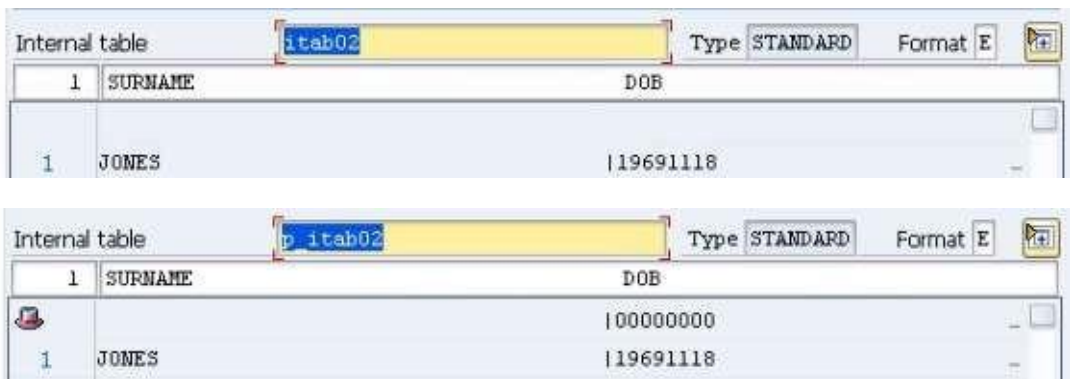 Internal table itab02 Type STANDARD Format E
1 SURNAME DOB
1 JONES |19691118
Internal table p_itab02 Type STANDARD Format E
1 SURNAME DOB
|00000000
1 JONES |19691118